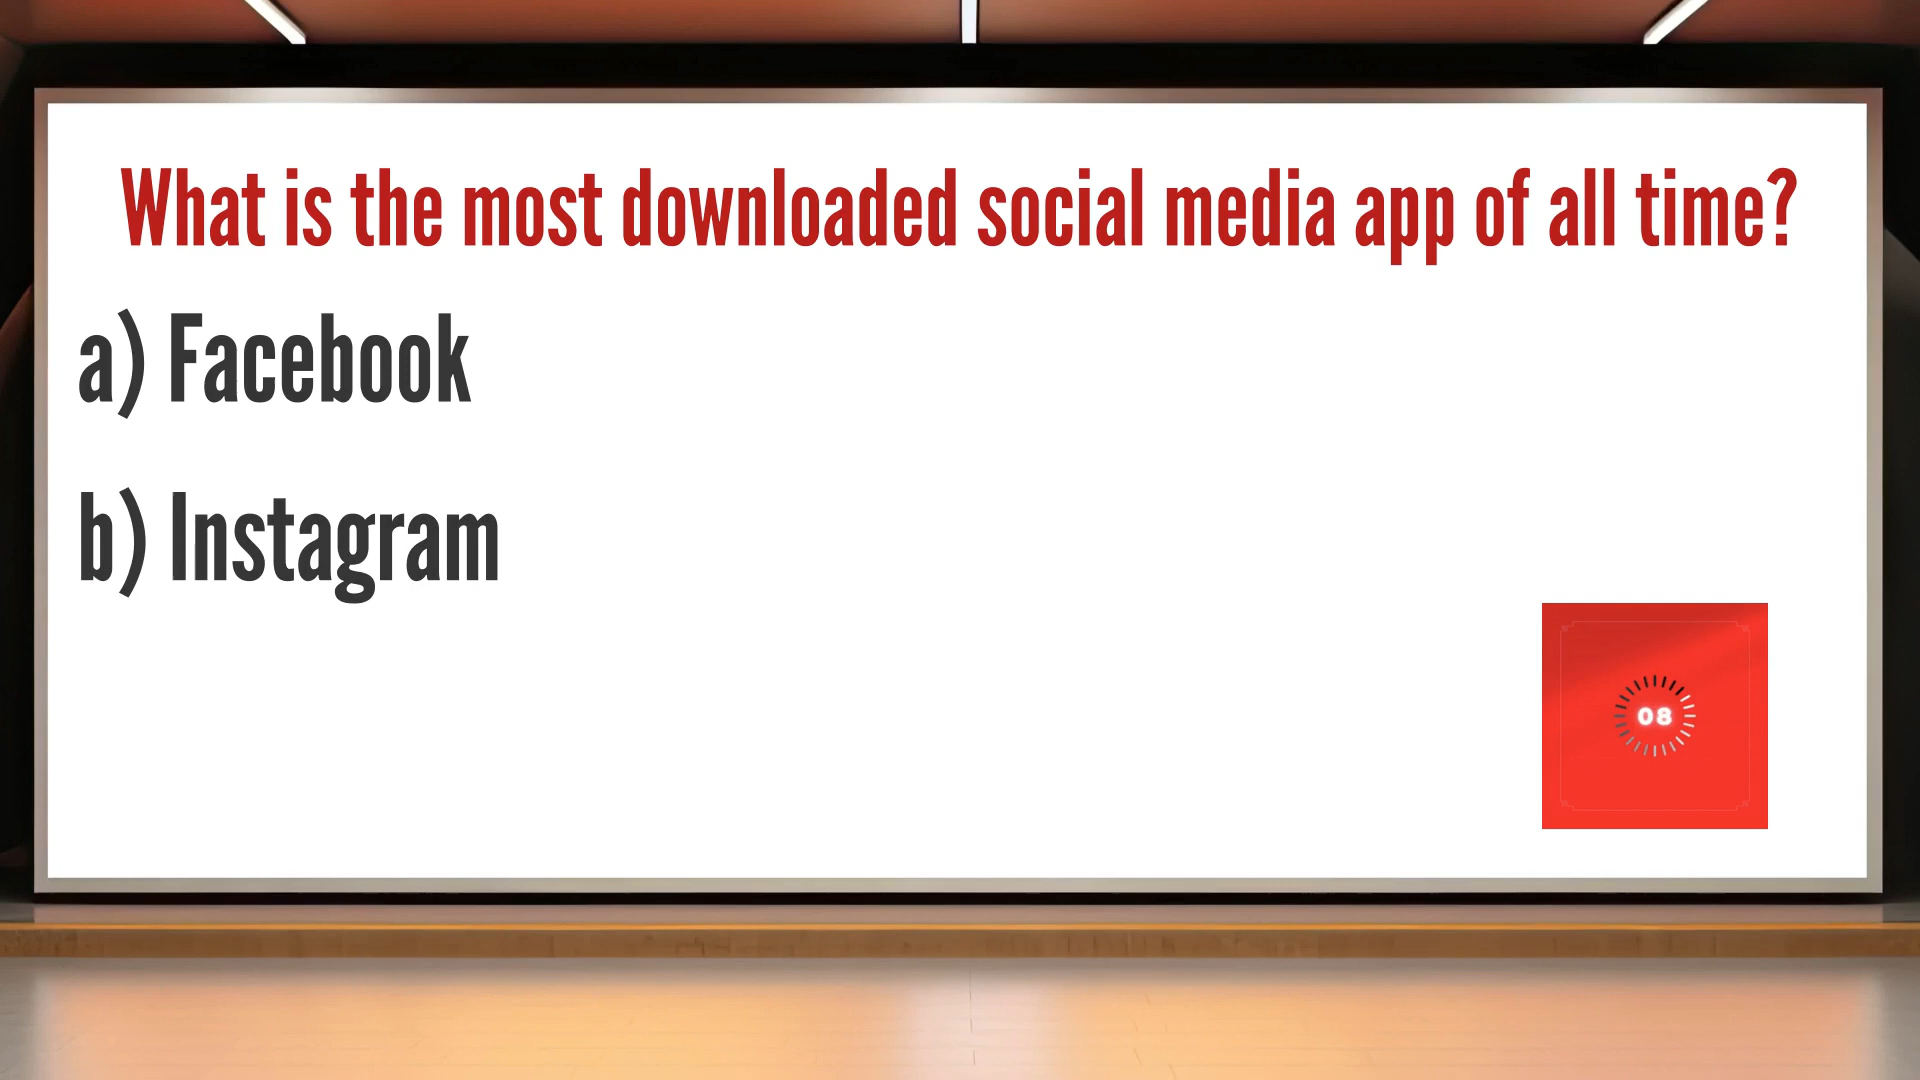 What is the most downloaded social media app of all time?
a) Facebook
b) Instagram
08